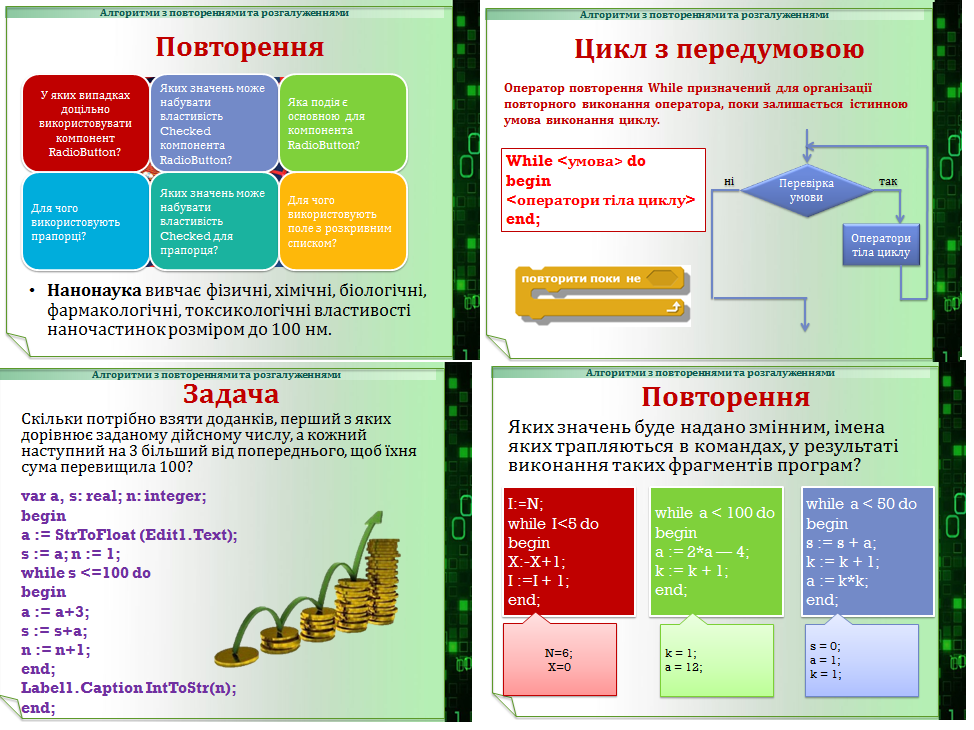 Алгоритми з повтореннями та розгалуженнями
Повторення
У яких випадках
доцільно
використовувати
компонент
RadioButton?
Яких значень може
набувати
властивість
Checked
компонента
RadioButton?
Яка подія є
основною для
компонента
RadioButton?
Для чого
використовують
прапорці?
Яких значень може
набувати
властивість
Checked для
прапорця?
Для чого
використовують
поле з розкривним
списком?
• Нанонаука вивчає фізичні, хімічні, біологічні,
фармакологічні, токсикологічні властивості
наночастинок розміром до 100 нм.
Алгоритми з повтореннями та розгалуженнями
Цикл з передумовою
Оператор повторення While призначений для організації
повторного виконання оператора, поки залишається істинною
умова виконання циклу.
While <умова> do
begin
<оператори тіла циклу>
end;
ні
Перевірка
умови
так
Оператори
тіла циклу
повторити поки не
Алгоритми з повтореннями та розгалуженнями
Задача
Скільки потрібно взяти доданків, перший з яких
дорівнює заданому дійсному числу, а кожний
наступний на 3 більший від попереднього, щоб їхня
сума перевищила 100?
var a, s: real; n: integer;
begin
a := StrToFloat (Edit1.Text);
s := a; n := 1;
while s <=100 do
begin
a := a+3;
s := s+a;
n := n+1;
end;
Label1.Caption IntToStr(n);
end;
Алгоритми з повтореннями та розгалуженнями
Повторення
Яких значень буде надано змінним, імена
яких трапляються в командах, у результаті
виконання таких фрагментів програм?
I:=N;
while I<5 do
begin
X:-X+1;
I :=I + 1;
end;
N=6;
X=0
while a < 100 do
begin
a := 2*a — 4;
k := k + 1;
end;
k = 1;
a = 12;
while a < 50 do
begin
s := s + a;
k := k + 1;
a := k*k;
end;
s = 0;
a = 1;
k = 1;